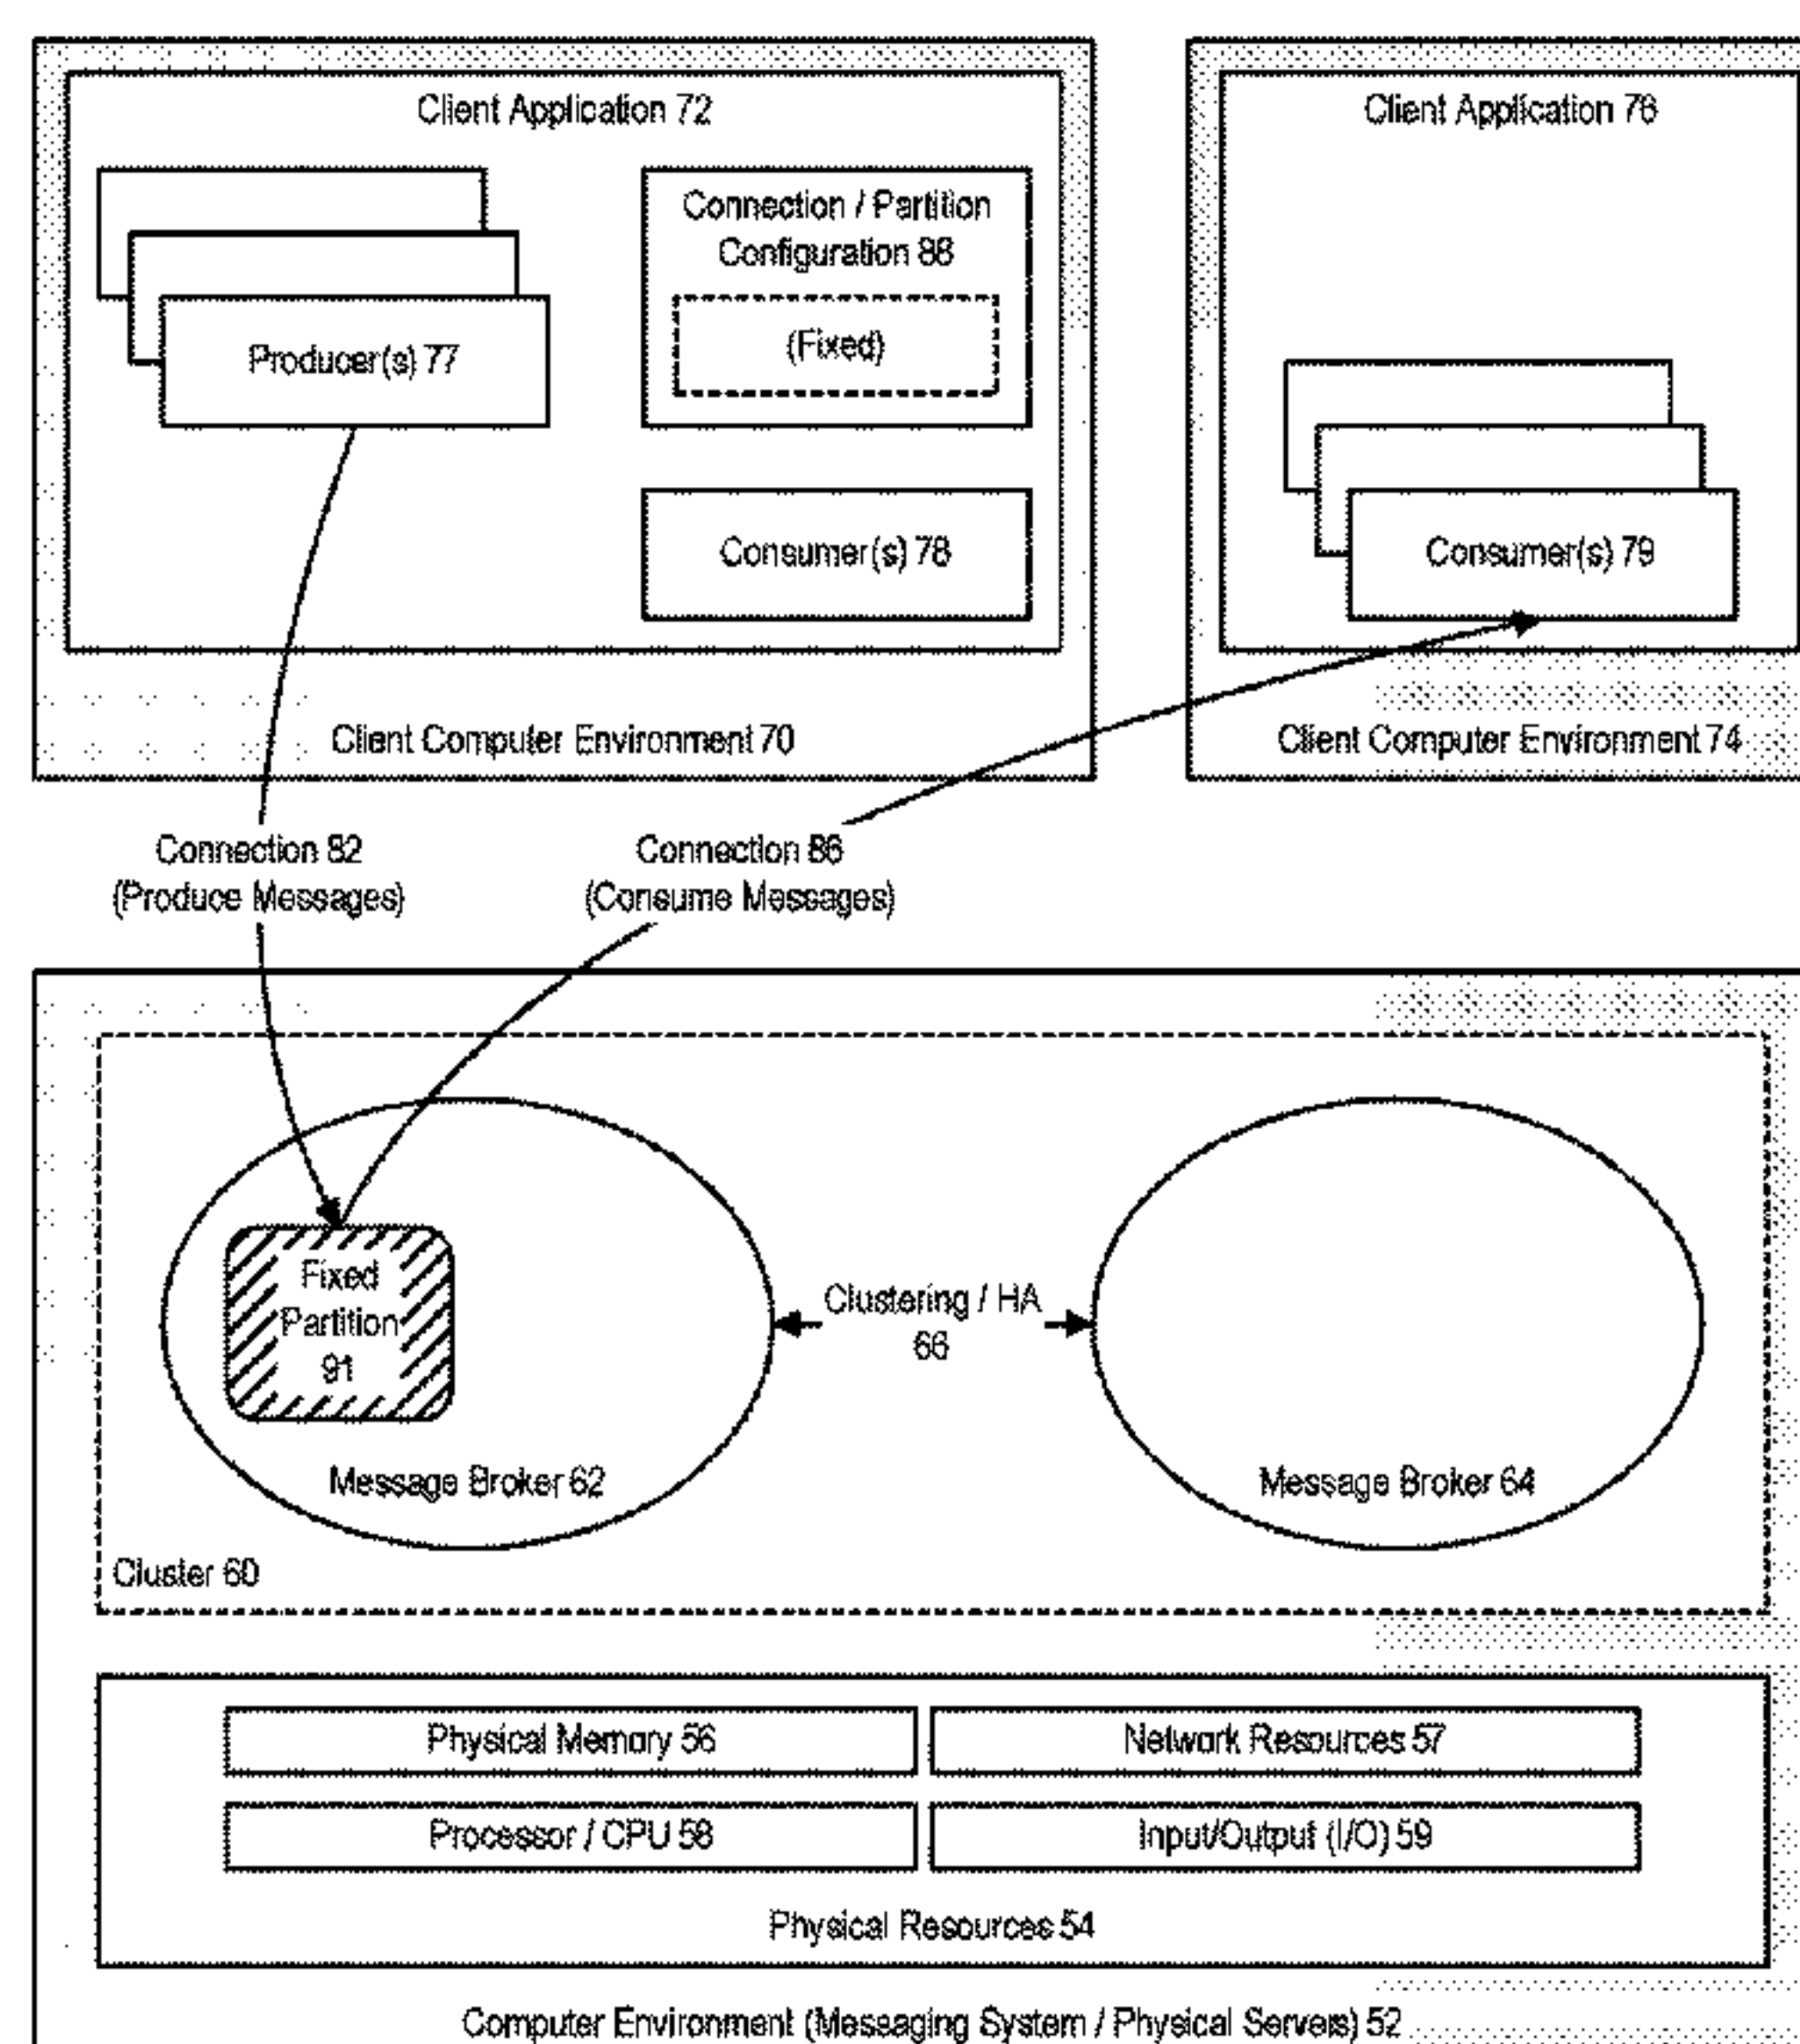 Client Application 72
Connection / Partition
Configuration 88
(Fixed)
Producer(s) 77
Consumer(s) 78
Client Computer Environment 70
Client Application 76
Consumer(s) 79
Client Computer Environment 74
Connection 82
(Produce Messages)
Connection 86
(Consume Messages)
Fixed
Partition
91
Message Broker 62
Clustering / HA
66
Message Broker 64
Cluster 60
Physical Memory 56
Network Resources 57
Processor / CPU 58
Input/Output (I/O) 59
Physical Resources 54
Computer Environment (Messaging System / Physical Servers) 52